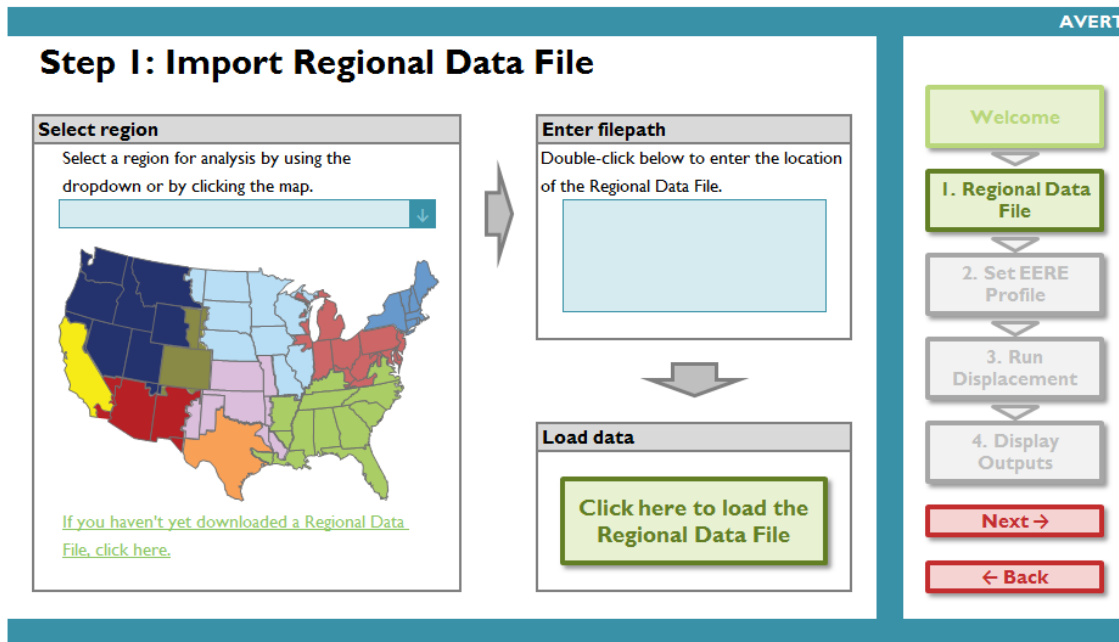 AVERT
Step 1: Import Regional Data File
Select region
Select a region for analysis by using the
dropdown or by clicking the map.
↓
If you haven't yet downloaded a Regional Data
File, click here.
Enter filepath
Double-click below to enter the location
of the Regional Data File.
Load data
Click here to load the
Regional Data File
Welcome
1. Regional Data
File
2. Set EERE
Profile
3. Run
Displacement
4. Display
Outputs
Next →
← Back